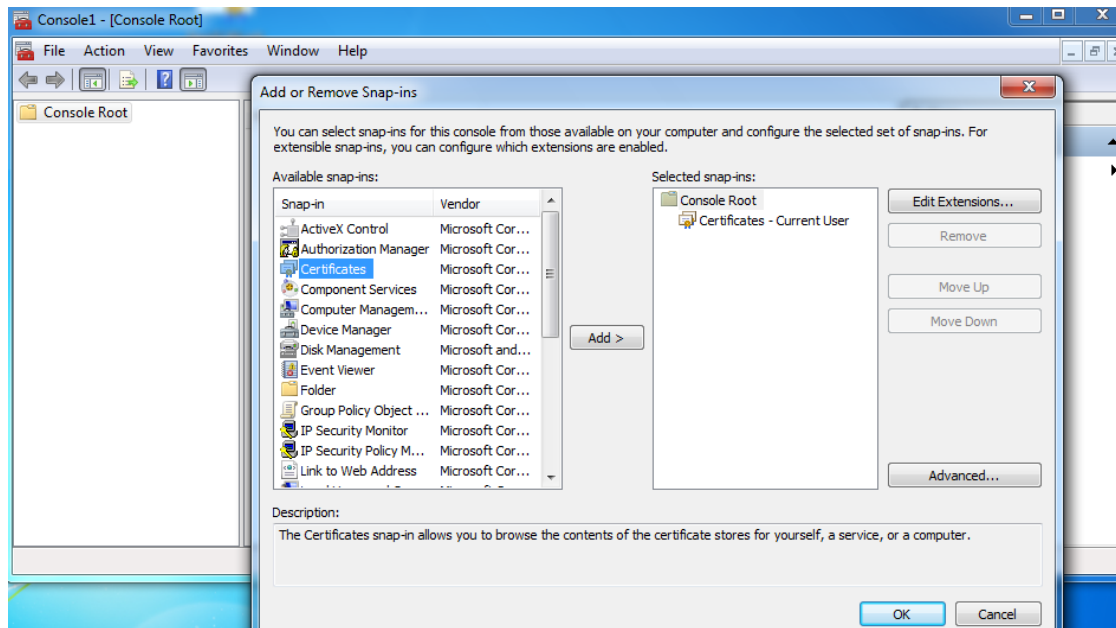 Console1 - [Console Root]
File Action View Favorites Window Help
Console Root
Add or Remove Snap-ins
You can select snap-ins for this console from those available on your computer and configure the selected set of snap-ins. For
extensible snap-ins, you can configure which extensions are enabled.
Available snap-ins:
Snap-in Vendor
ActiveX Control Microsoft Cor...
Authorization Manager Microsoft Cor...
Certificates Microsoft Cor...
Component Services Microsoft Cor...
Computer Managem... Microsoft Cor...
Device Manager Microsoft Cor...
Disk Management Microsoft and...
Event Viewer Microsoft Cor...
Folder Microsoft Cor...
Group Policy Object ... Microsoft Cor...
IP Security Monitor Microsoft Cor...
IP Security Policy M... Microsoft Cor...
Link to Web Address Microsoft Cor...
Add >
Selected snap-ins:
Console Root
Certificates - Current User
Edit Extensions...
Remove
Move Up
Move Down
Advanced...
Description:
The Certificates snap-in allows you to browse the contents of the certificate stores for yourself, a service, or a computer.
OK Cancel